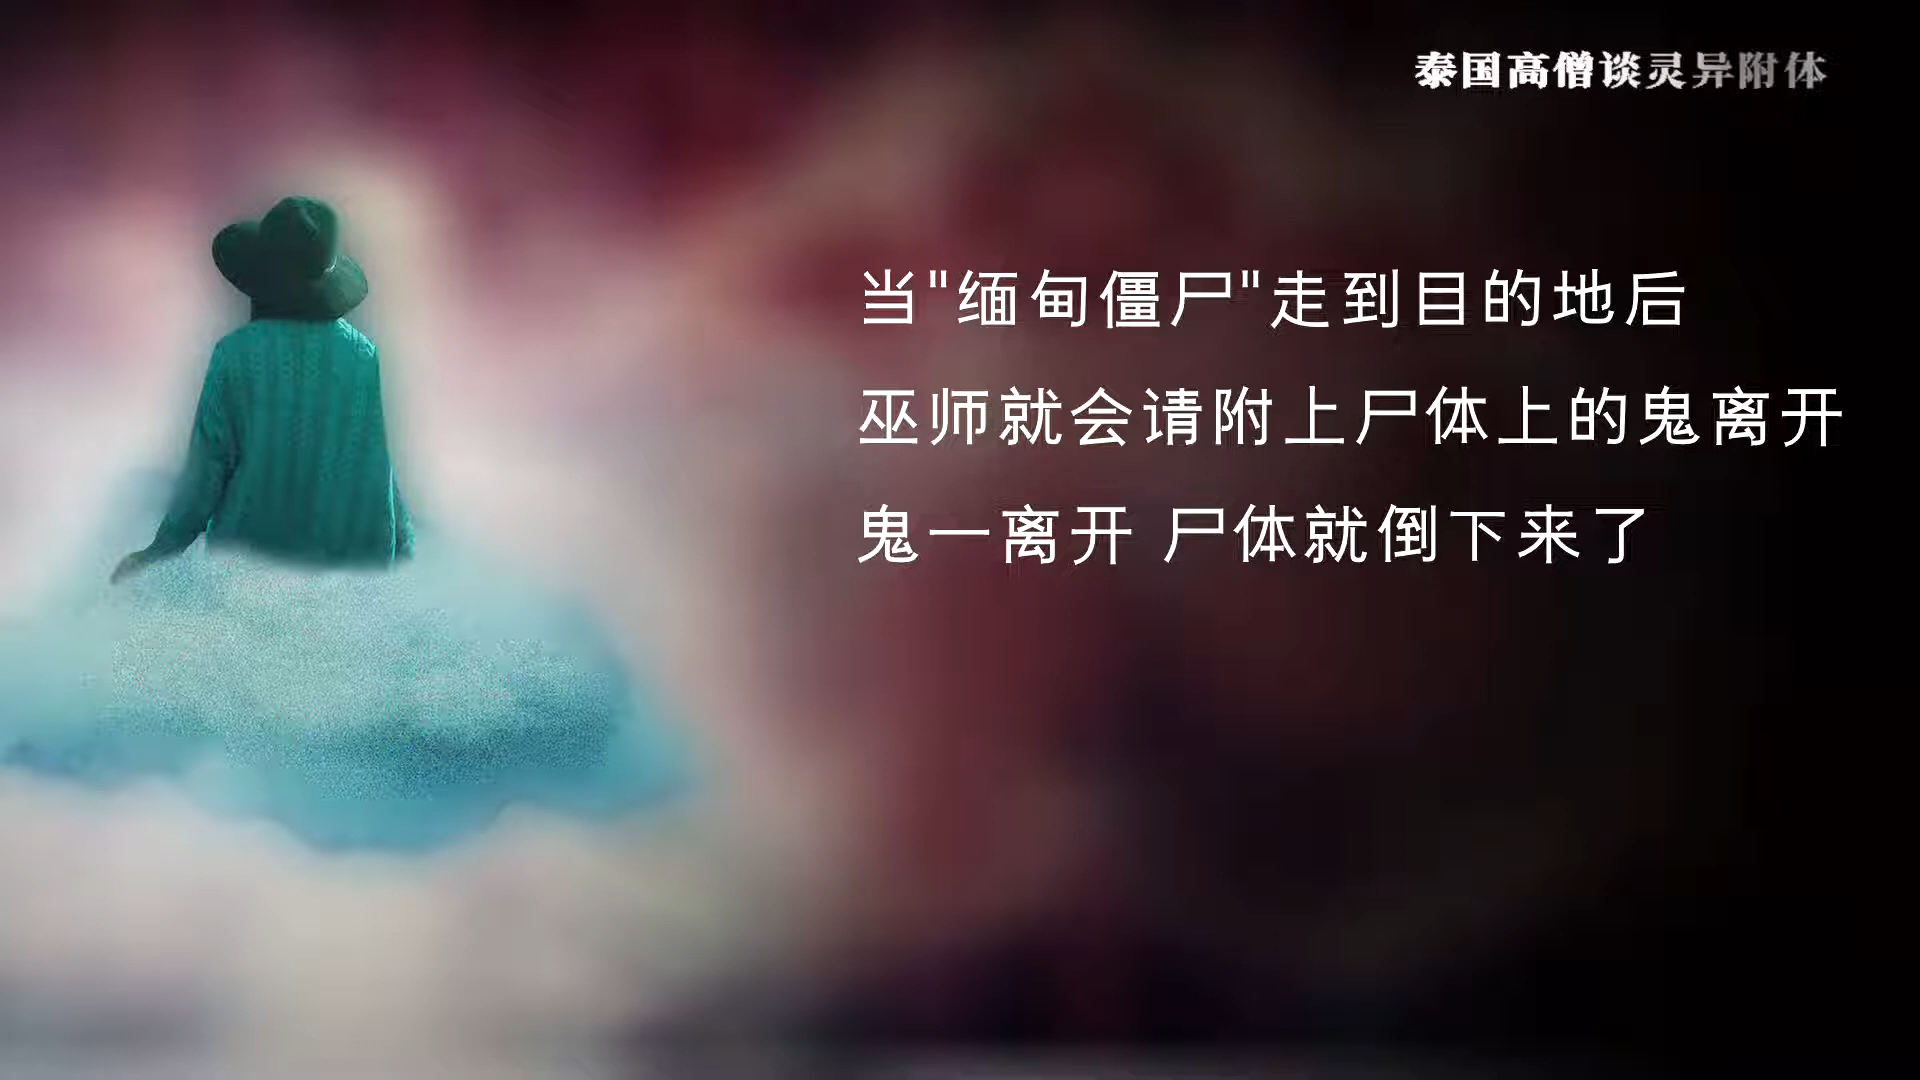 泰国高僧谈灵异附体
当"缅甸僵尸"走到目的地后
巫师就会请附上尸体上的鬼离开
鬼一离开 尸体就倒下来了